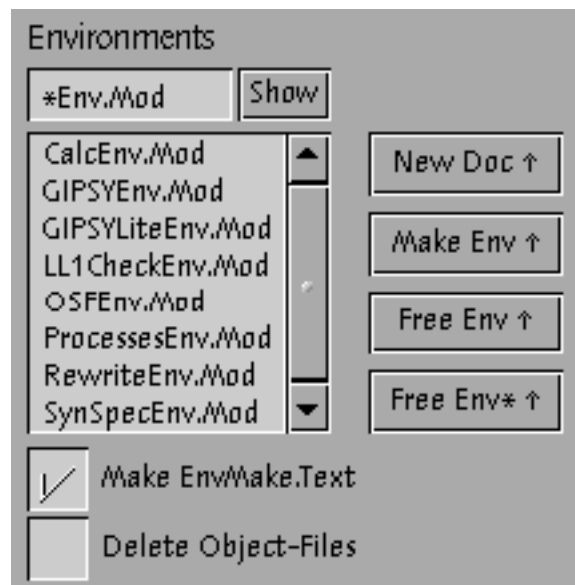 Environments
*Env.Mod
Show
CalcEnv.Mod
GIPSYEnv.Mod
GIPSYLiteEnv.Mod
LL1CheckEnv.Mod
OSFEnv.Mod
ProcessesEnv.Mod
RewriteEnv.Mod
SynSpecEnv.Mod
New Doc ↑
Make Env ↑
Free Env ↑
Free Env* ↑
Make EnvMake.Text
Delete Object-Files